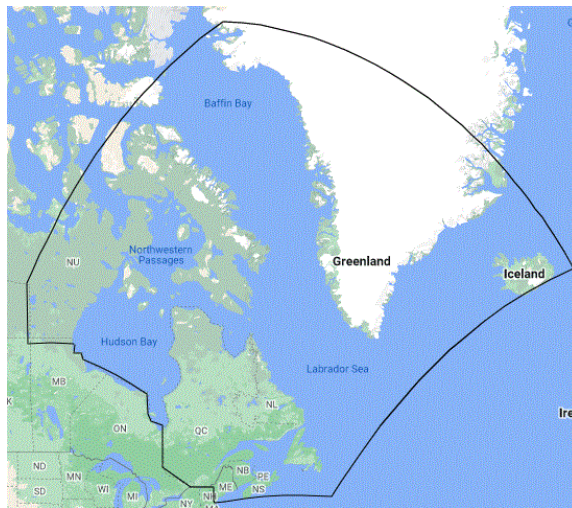 G
Baffin Bay
NU
Northwestern
Passages
Greenland
Iceland
Hudson Bay
Labrador Sea
MB
K
ON
QC
NL
Ire
ND
MN
SD
WI
MI
NB
PE
ME
NS
NH
NY